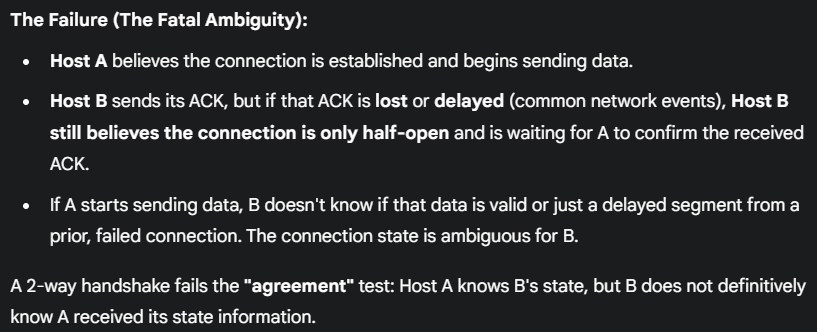 The Failure (The Fatal Ambiguity):
• Host A believes the connection is established and begins sending data.
• Host B sends its ACK, but if that ACK is lost or delayed (common network events), Host B
still believes the connection is only half-open and is waiting for A to confirm the received
ACK.
• If A starts sending data, B doesn't know if that data is valid or just a delayed segment from a
prior, failed connection. The connection state is ambiguous for B.
A 2-way handshake fails the "agreement" test: Host A knows B's state, but B does not definitively
know A received its state information.